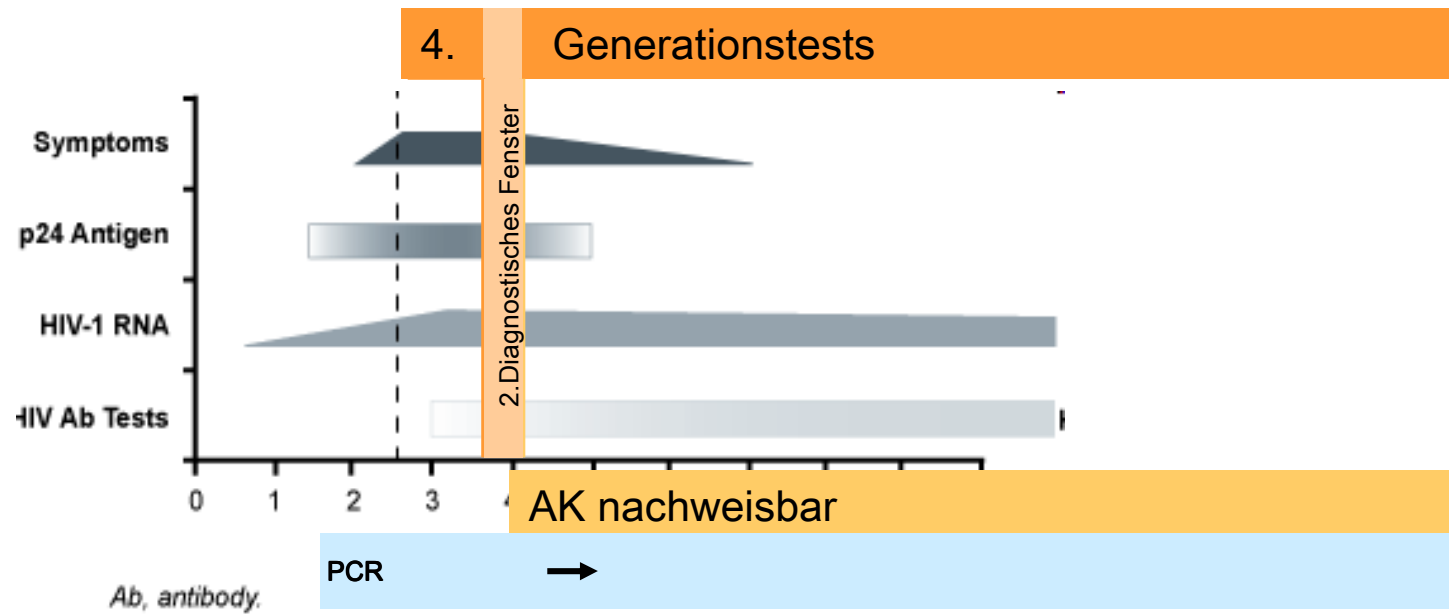 4. Generationstests
Symptoms
p24 Antigen
HIV-1 RNA
HIV Ab Tests
2.Diagnostisches Fenster
0 1 2 3
AK nachweisbar
PCR
Ab, antibody.